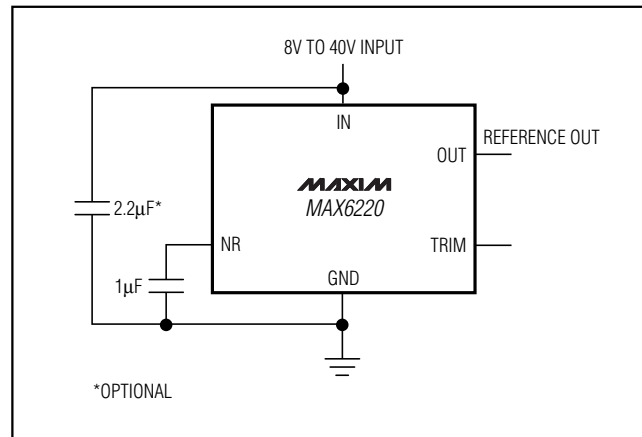 8V TO 40V INPUT
IN
REFERENCE OUT
OUT
MAXIM
MAX6220
2.2µF*
NR
TRIM
1µF
GND
*OPTIONAL